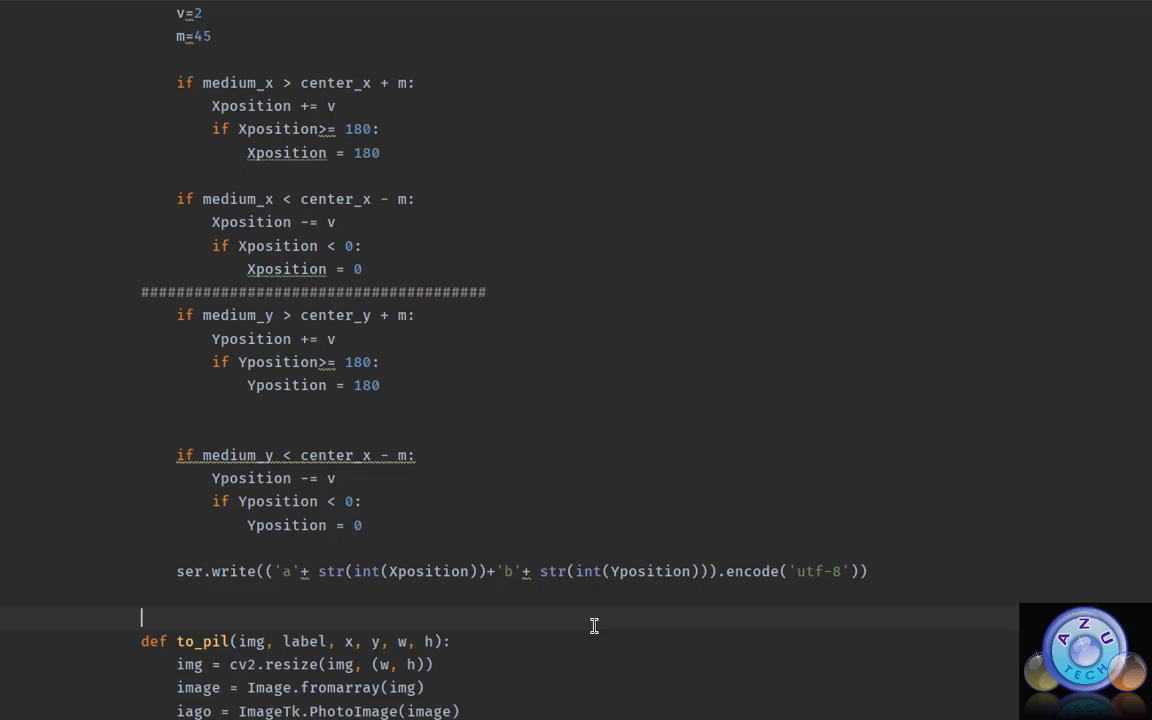 v=2
m=45
if medium_x > center_x + m:
Xposition += v
if Xposition>= 180:
Xposition = 180
if medium_x < center_x - m:
Xposition -= v
if Xposition < 0:
Xposition = 0
#######################################
if medium_y > center_y + m:
Yposition += v
if Yposition>= 180:
Yposition = 180
if medium_y < center_x - m:
Yposition -= v
if Yposition < 0:
Yposition = 0
ser.write(('a'+ str(int(Xposition))+'b'+ str(int(Yposition))).encode('utf-8'))
def to_pil(img, label, x, y, w, h):
img = cv2.resize(img, (w, h))
image = Image.fromarray(img)
iago = ImageTk.PhotoImage(image)
AZU
TECH